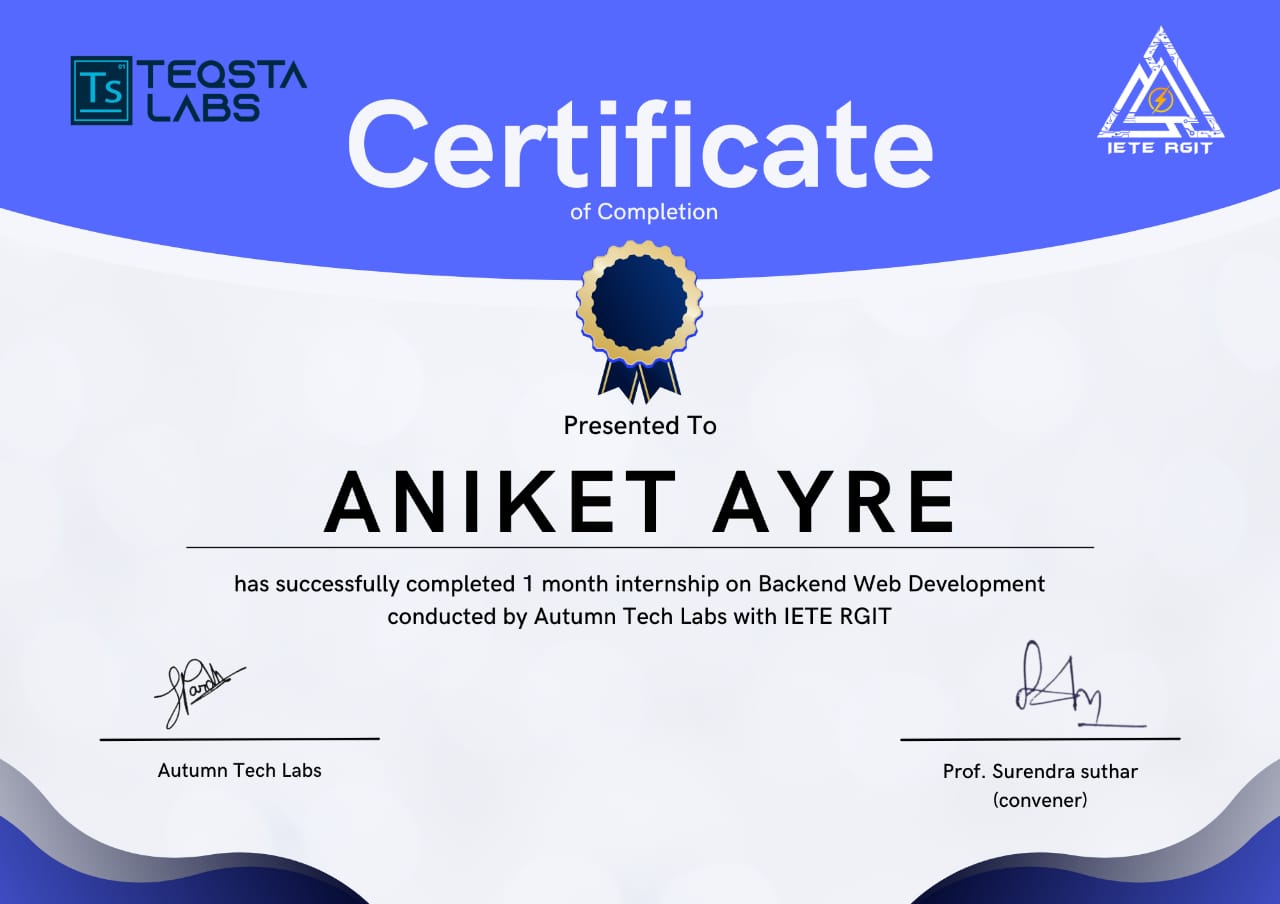 Ts 01
TEQSTA
LABS
IETE RGIT
Certificate
of Completion
Presented To
ANIKET AYRE
has successfully completed 1 month internship on Backend Web Development
conducted by Autumn Tech Labs with IETE RGIT
Autumn Tech Labs
Prof. Surendra suthar
(convener)